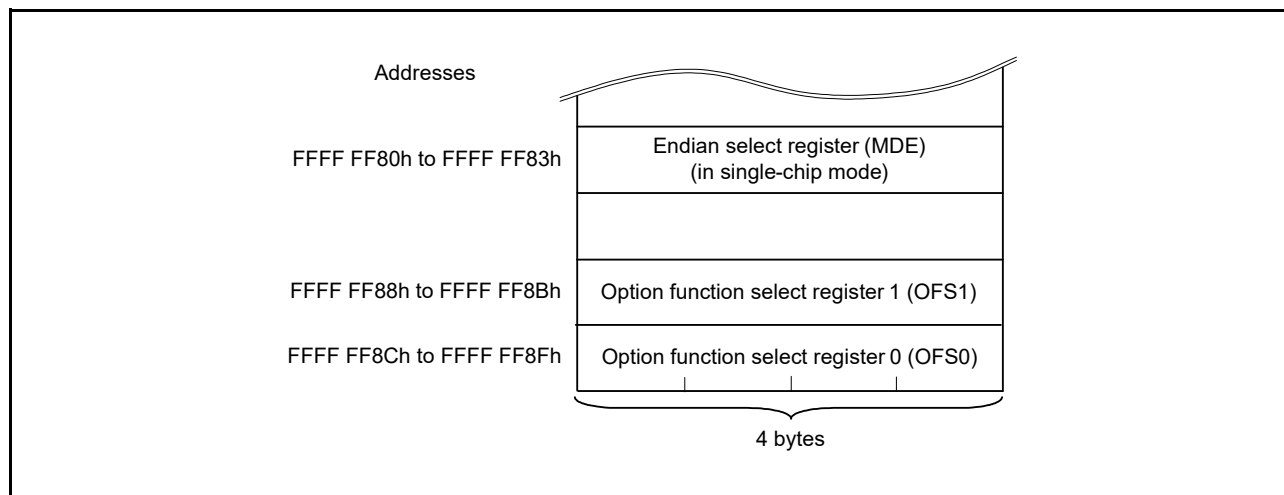 Addresses
FFFF FF80h to FFFF FF83h
Endian select register (MDE)
(in single-chip mode)
FFFF FF88h to FFFF FF8Bh
Option function select register 1 (OFS1)
FFFF FF8Ch to FFFF FF8Fh
Option function select register 0 (OFS0)
4 bytes